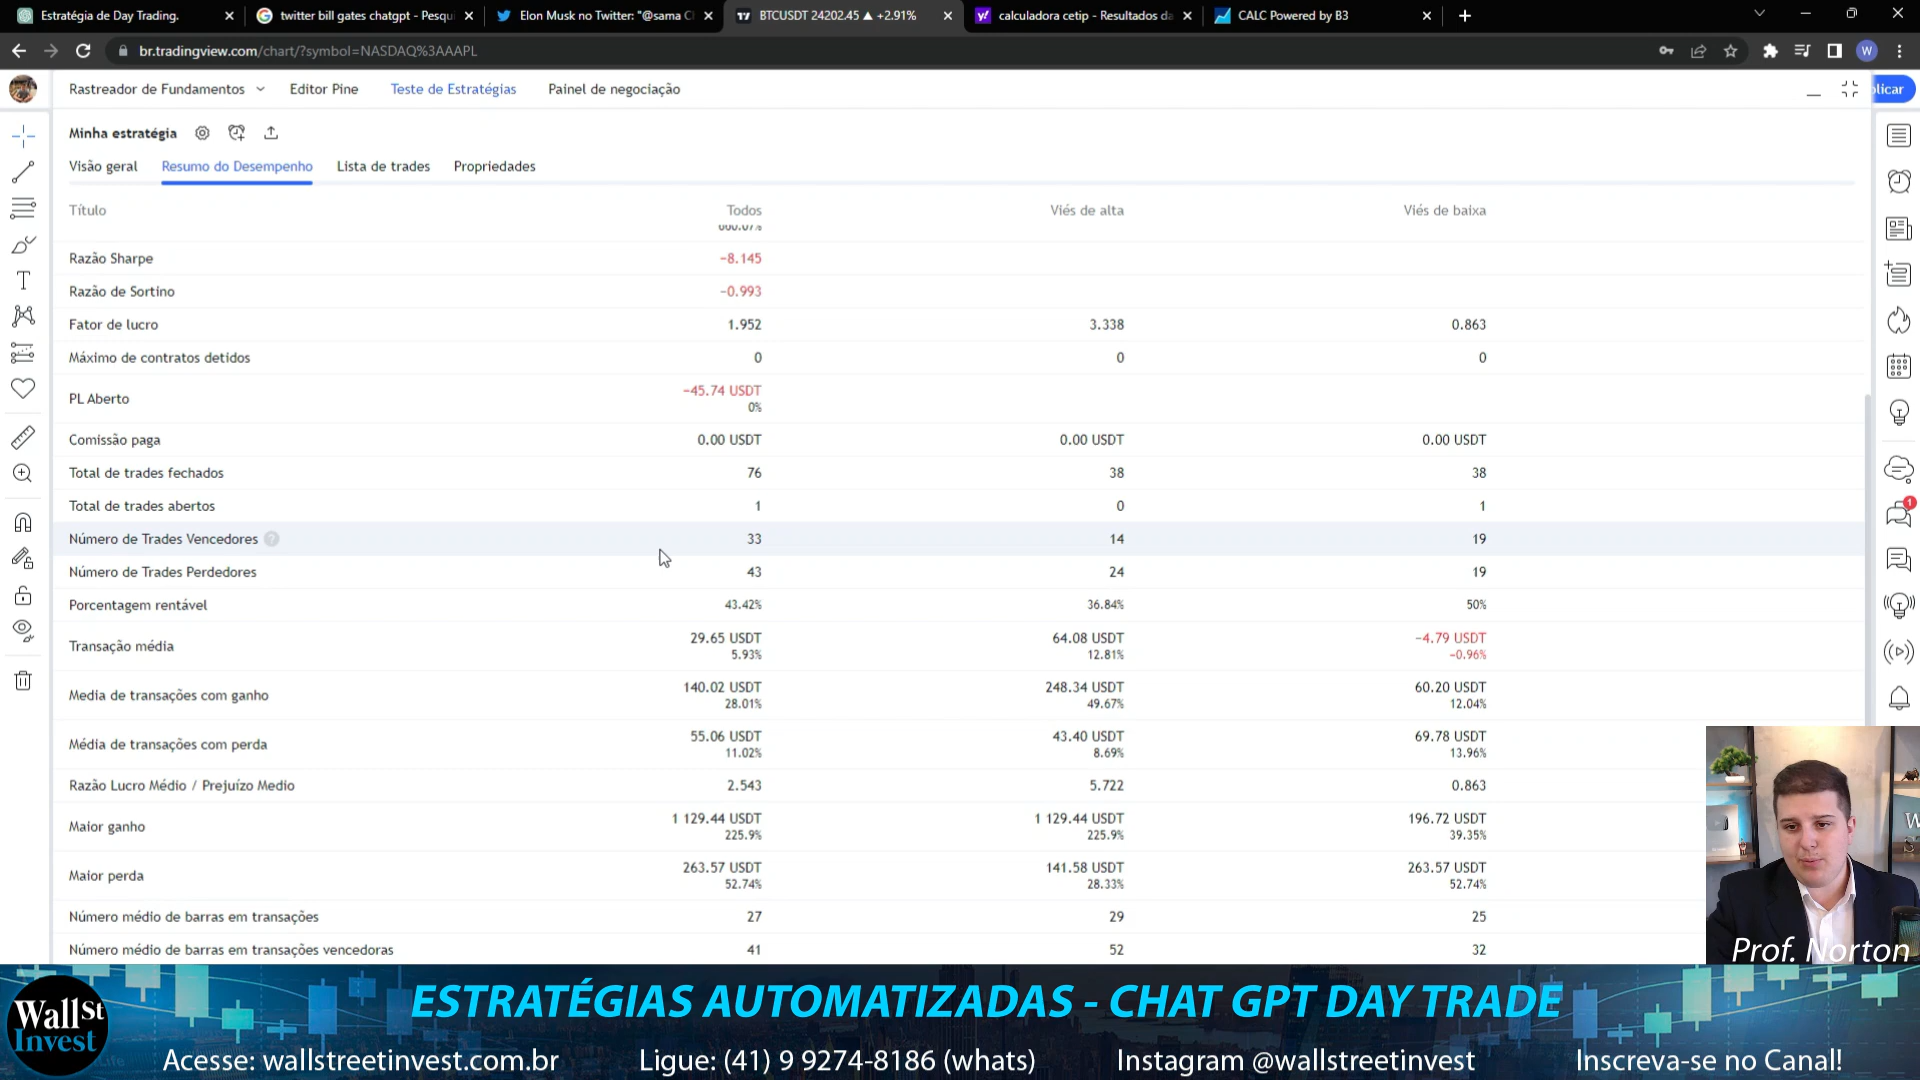 Estratégia de Day Trading.
twitter bill gates chatgpt - Pesqu
Elon Musk no Twitter: "@sama C
BTCUSDT 24202.45 ▲ +2.91%
calculadora cetip - Resultados da
CALC Powered by B3
br.tradingview.com/chart/?symbol=NASDAQ%3AAAPL
W
Rastreador de Fundamentos
Editor Pine
Teste de Estratégias
Painel de negociação
licar
Minha estratégia
Visão geral
Resumo do Desempenho
Lista de trades
Propriedades
Título Todos Viés de alta Viés de baixa
Razão Sharpe −8.145
Razão de Sortino −0.993
Fator de lucro 1.952 3.338 0.863
Máximo de contratos detidos 0 0 0
PL Aberto −45.74 USDT
0%
Comissão paga 0.00 USDT 0.00 USDT 0.00 USDT
Total de trades fechados 76 38 38
Total de trades abertos 1 0 1
Número de Trades Vencedores ? 33 14 19
Número de Trades Perdedores 43 24 19
Porcentagem rentável 43.42% 36.84% 50%
Transação média 29.65 USDT 64.08 USDT −4.79 USDT
5.93% 12.81% −0.96%
Media de transações com ganho 140.02 USDT 248.34 USDT 60.20 USDT
28.01% 49.67% 12.04%
Média de transações com perda 55.06 USDT 43.40 USDT 69.78 USDT
11.02% 8.69% 13.96%
Razão Lucro Médio / Prejuízo Medio 2.543 5.722 0.863
Maior ganho 1 129.44 USDT 1 129.44 USDT 196.72 USDT
225.9% 225.9% 39.35%
Maior perda 263.57 USDT 141.58 USDT 263.57 USDT
52.74% 28.33% 52.74%
Número médio de barras em transações 27 29 25
Número médio de barras em transações vencedoras 41 52 32
1
W
Prof. Norton
Wall St
Invest
ESTRATÉGIAS AUTOMATIZADAS - CHAT GPT DAY TRADE
Acesse: wallstreetinvest.com.br
Ligue: (41) 9 9274-8186 (whats)
Instagram @wallstreetinvest
Inscreva-se no Canal!